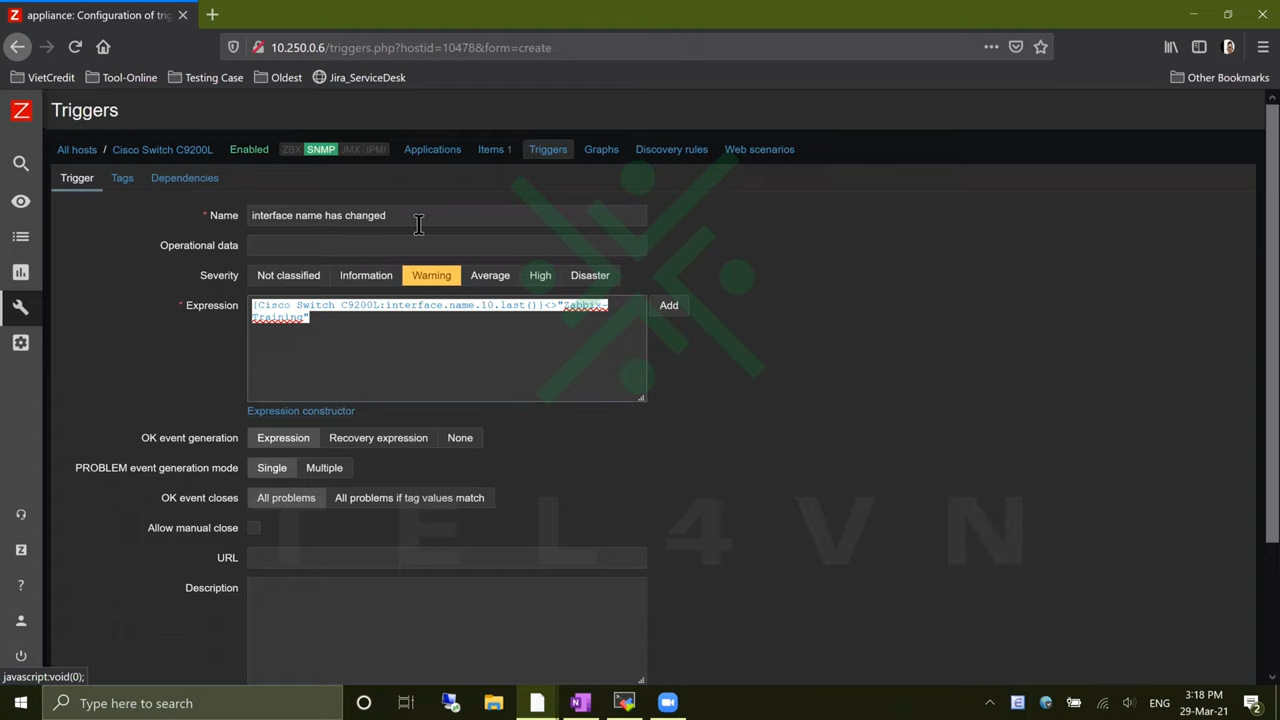 Z appliance: Configuration of trig
10.250.0.6/triggers.php?hostid=10478&form=create
VietCredit Tool-Online Testing Case Oldest Jira_ServiceDesk Other Bookmarks
Z
Triggers
All hosts / Cisco Switch C9200L Enabled ZBX SNMP JMX IPMI Applications Items 1 Triggers Graphs Discovery rules Web scenarios
Trigger Tags Dependencies
* Name interface name has changed
Operational data
Severity Not classified Information Warning Average High Disaster
* Expression {Cisco Switch C9200L:interface.name.10.last()}<>"Zabbix-
Training" Add
Expression constructor
OK event generation Expression Recovery expression None
PROBLEM event generation mode Single Multiple
OK event closes All problems All problems if tag values match
TEL4VN
Allow manual close
URL
Description
Z
?
javascript:void(0);
Type here to search
ENG
3:18 PM
29-Mar-21
2